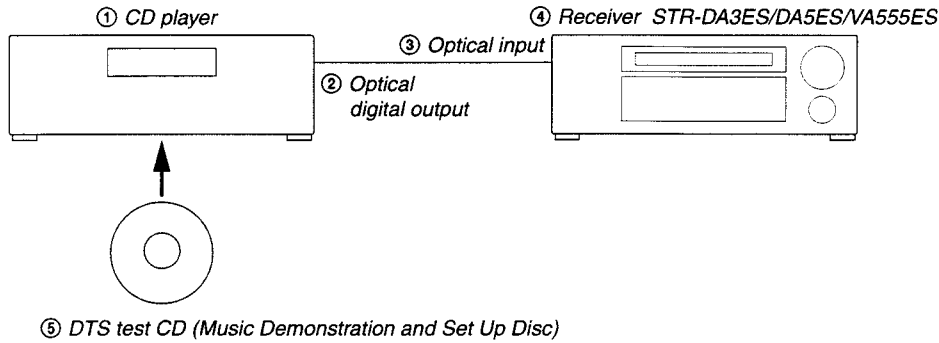 ① CD player
④ Receiver STR-DA3ES/DA5ES/VA555ES
③ Optical input
② Optical
digital output
⑤ DTS test CD (Music Demonstration and Set Up Disc)